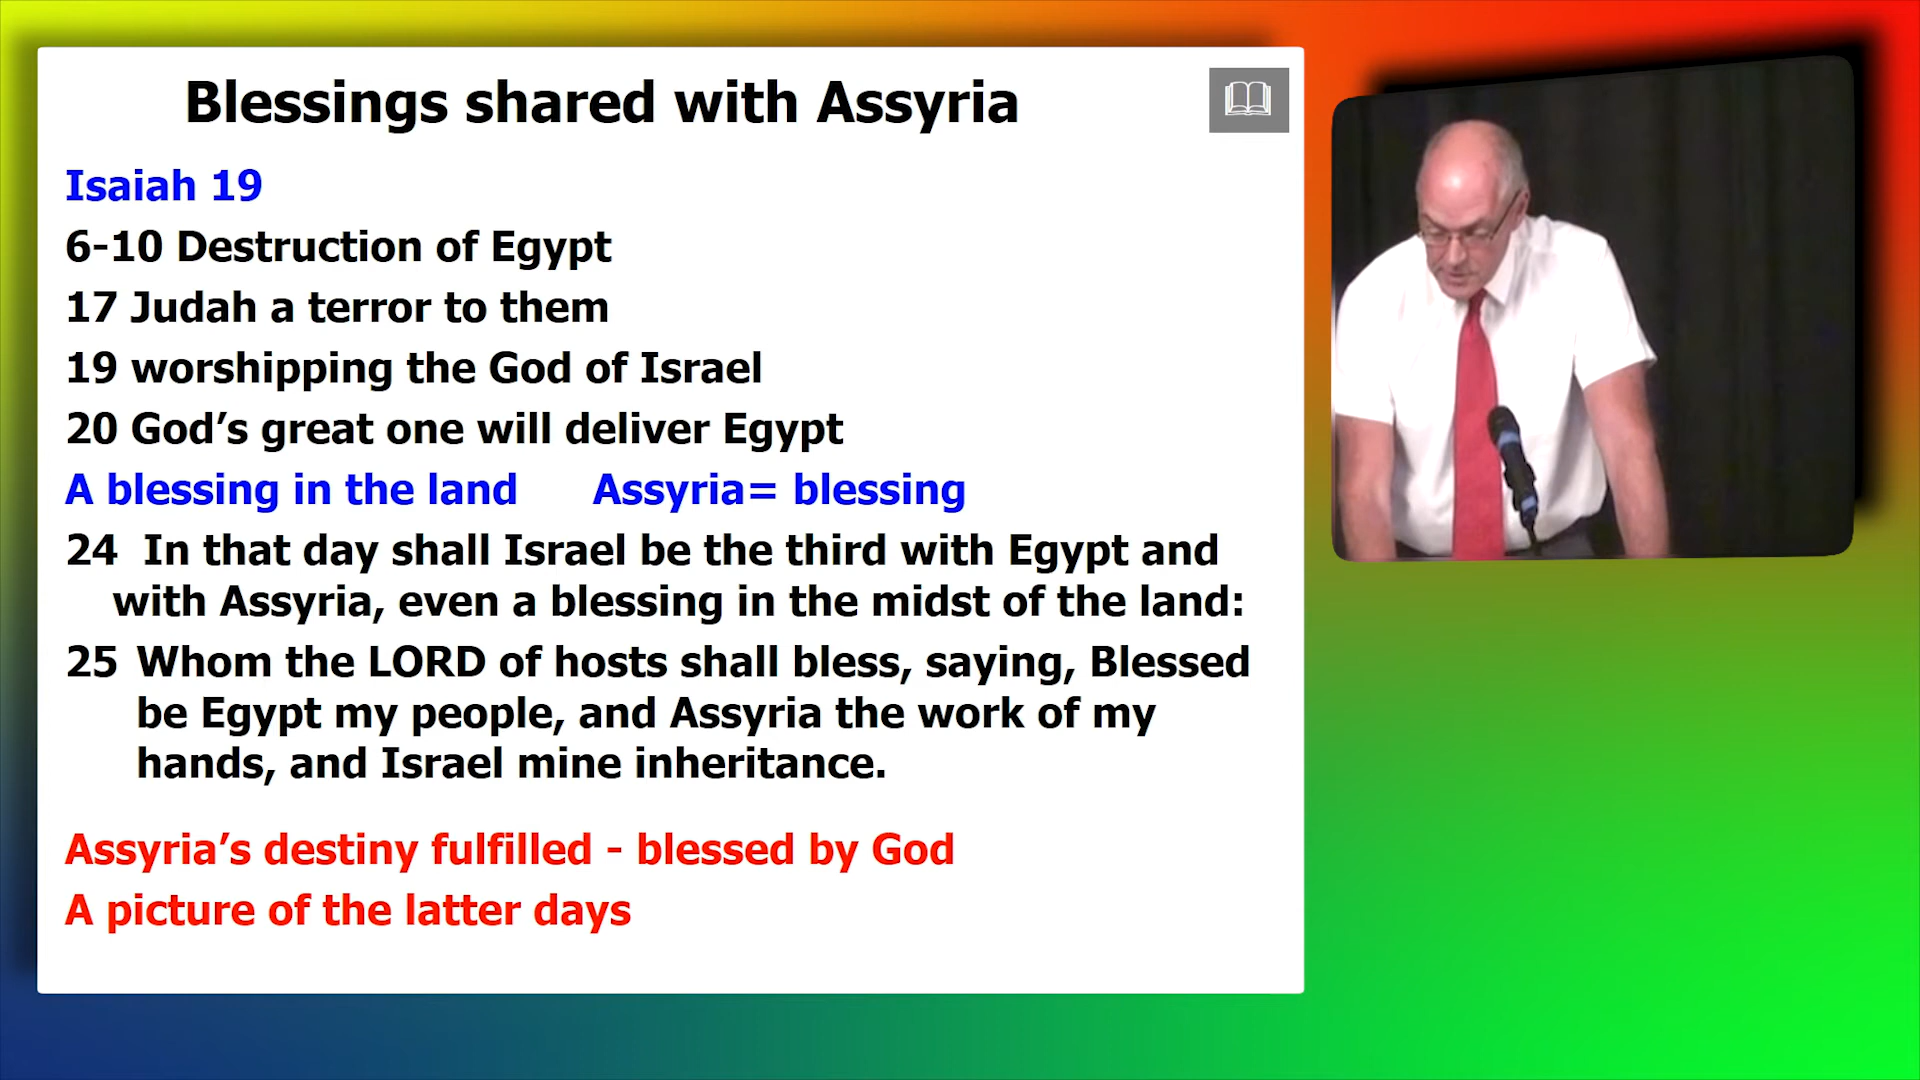 Blessings shared with Assyria
Isaiah 19
6-10 Destruction of Egypt
17 Judah a terror to them
19 worshipping the God of Israel
20 God’s great one will deliver Egypt
A blessing in the land Assyria= blessing
24 In that day shall Israel be the third with Egypt and
with Assyria, even a blessing in the midst of the land:
25 Whom the LORD of hosts shall bless, saying, Blessed
be Egypt my people, and Assyria the work of my
hands, and Israel mine inheritance.
Assyria’s destiny fulfilled - blessed by God
A picture of the latter days